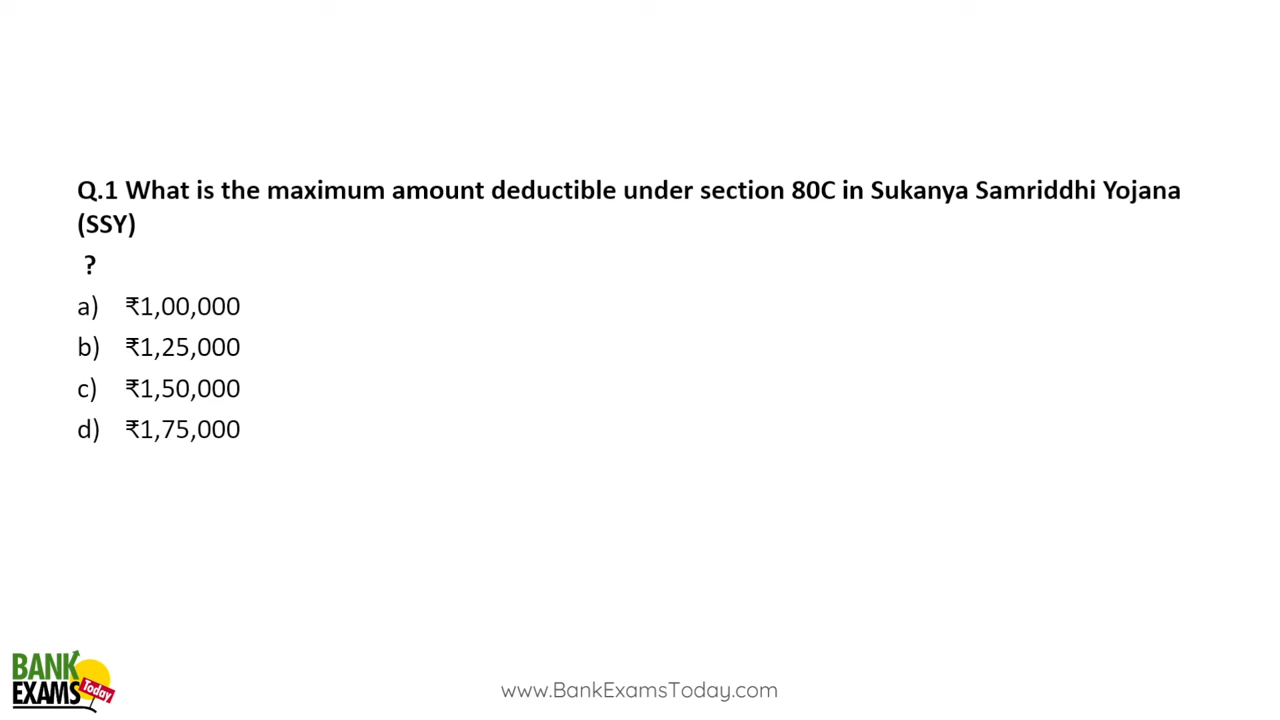 Q.1 What is the maximum amount deductible under section 80C in Sukanya Samriddhi Yojana
(SSY)
?
a) ₹1,00,000
b) ₹1,25,000
c) ₹1,50,000
d) ₹1,75,000
BANK
EXAMS
Today
www.BankExamsToday.com